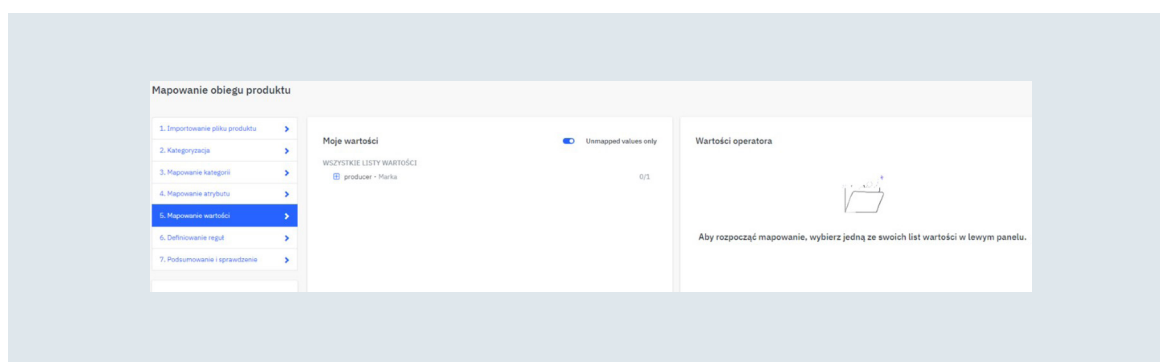 Mapowanie obiegu produktu
1. Importowanie pliku produktu
2. Kategoryzacja
3. Mapowanie kategorii
4. Mapowanie atrybutu
5. Mapowanie wartości
6. Definiowanie reguł
7. Podsumowanie i sprawdzenie
Moje wartości
Unmapped values only
WSZYSTKIE LISTY WARTOŚCI
producer - Marka
0/1
Wartości operatora
Aby rozpocząć mapowanie, wybierz jedną ze swoich list wartości w lewym panelu.